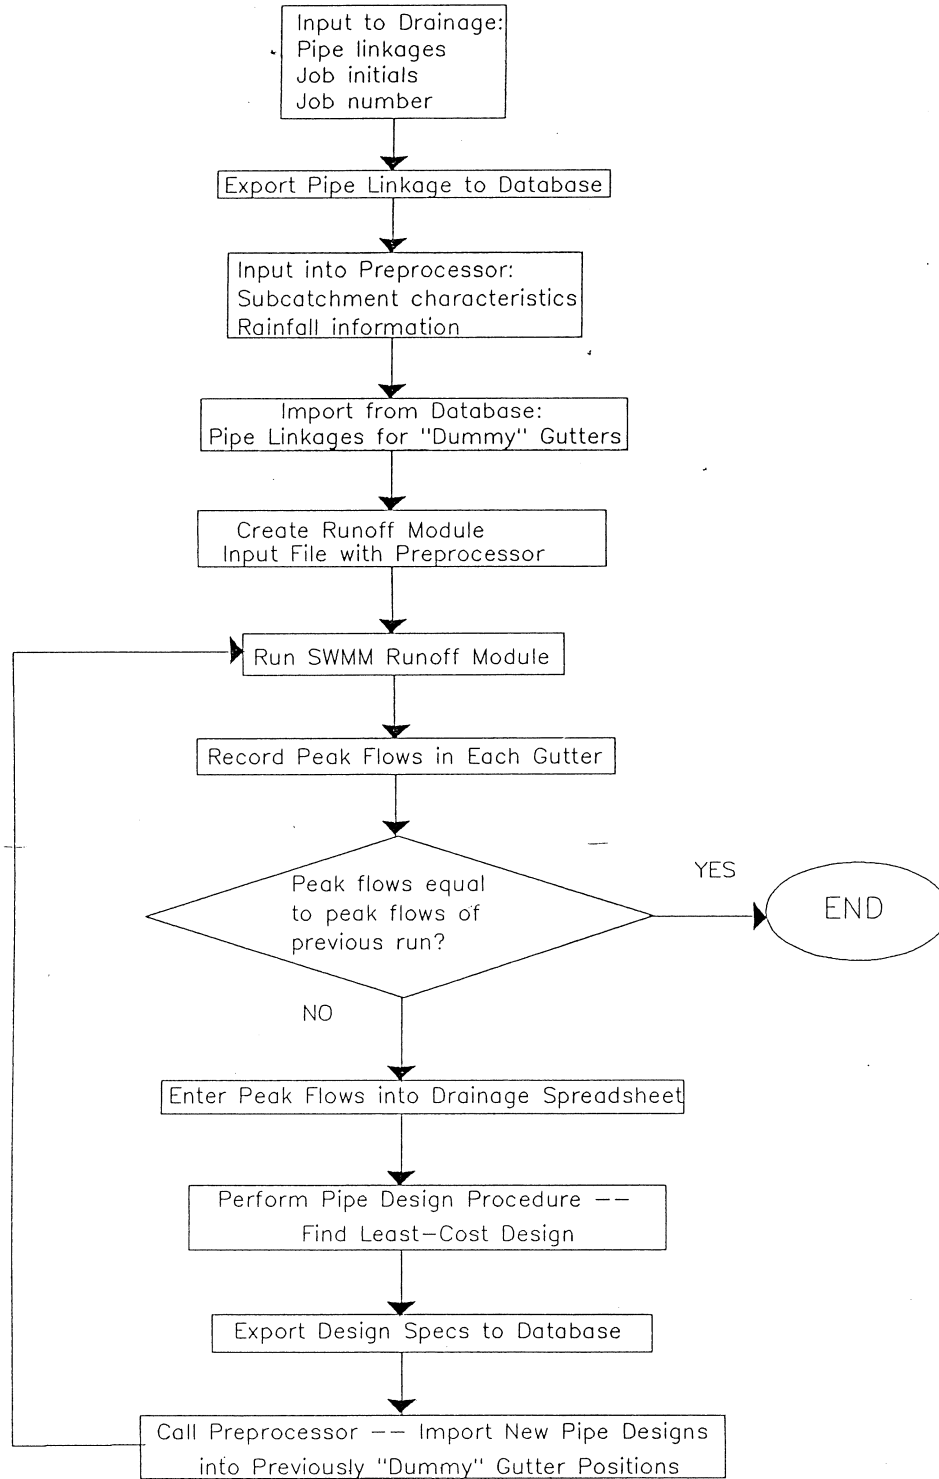 Input to Drainage:
Pipe linkages
Job initials
Job number
Export Pipe Linkage to Database
Input into Preprocessor:
Subcatchment characteristics
Rainfall information
Import from Database:
Pipe Linkages for "Dummy" Gutters
Create Runoff Module
Input File with Preprocessor
Run SWMM Runoff Module
Record Peak Flows in Each Gutter
Peak flows equal
to peak flows of
previous run?
YES
END
NO
Enter Peak Flows into Drainage Spreadsheet
Perform Pipe Design Procedure --
Find Least-Cost Design
Export Design Specs to Database
Call Preprocessor -- Import New Pipe Designs
into Previously "Dummy" Gutter Positions